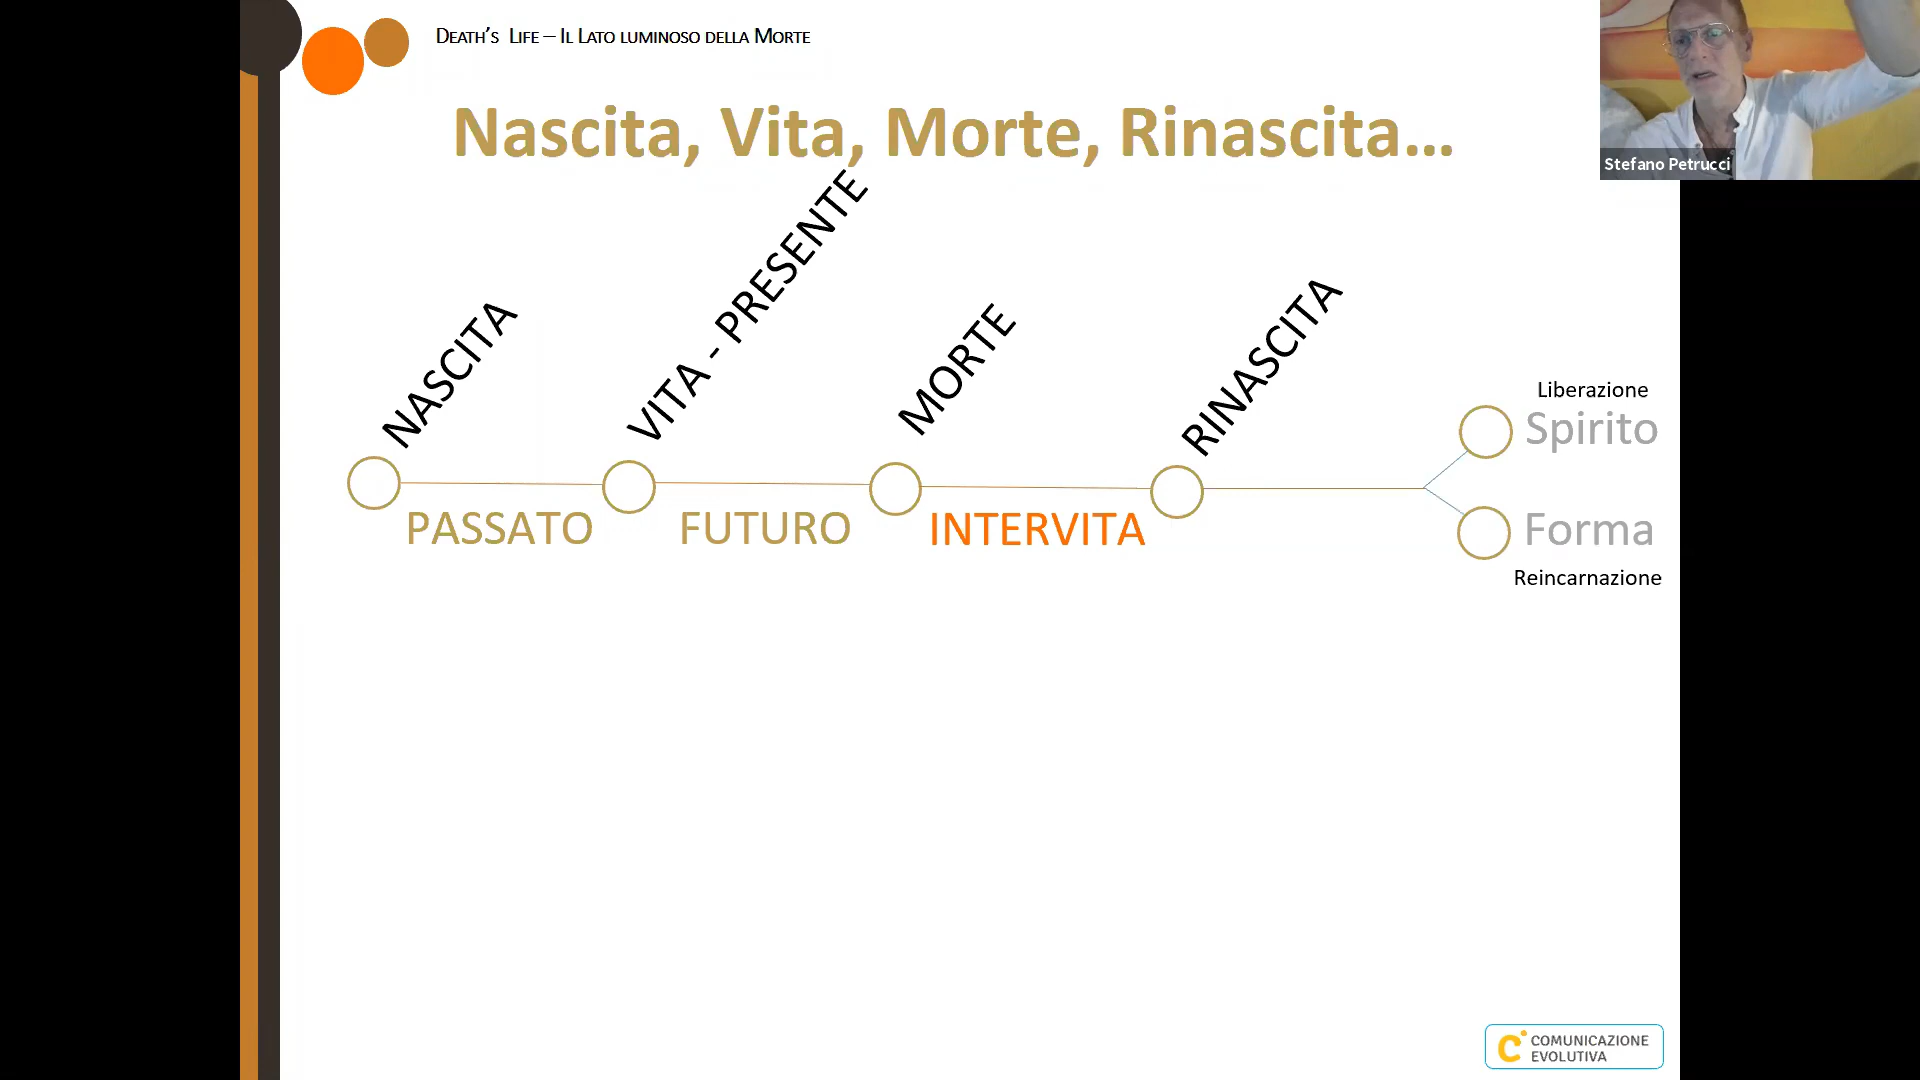 Death's Life – Il Lato luminoso della Morte
Nascita, Vita, Morte, Rinascita...
Stefano Petrucci
NASCITA
VITA - PRESENTE
MORTE
RINASCITA
PASSATO
FUTURO
INTERVITA
Liberazione
Spirito
Forma
Reincarnazione
COMUNICAZIONE
EVOLUTIVA